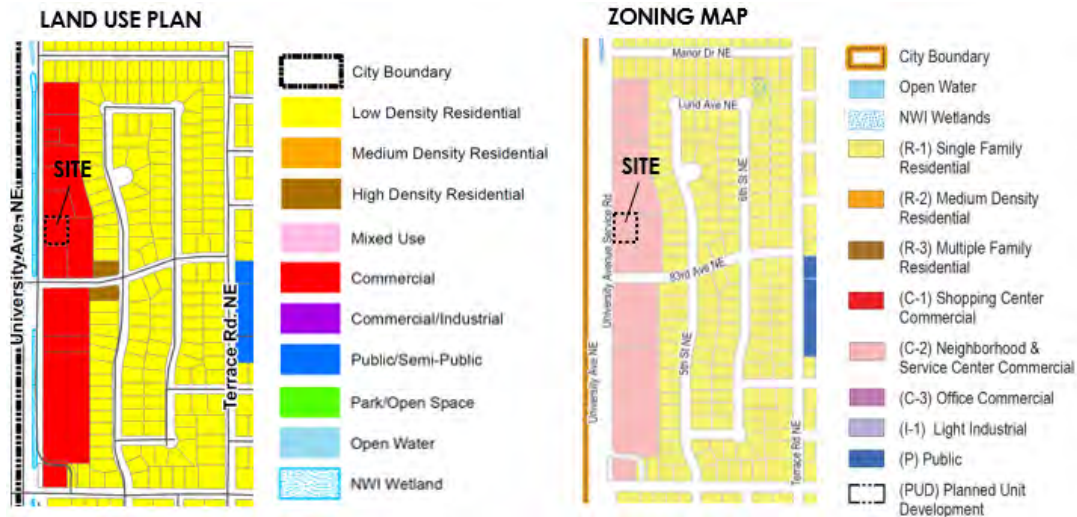 LAND USE PLAN
SITE
University Ave NE
Terrace Rd NE
City Boundary
Low Density Residential
Medium Density Residential
High Density Residential
Mixed Use
Commercial
Commercial/Industrial
Public/Semi-Public
Park/Open Space
Open Water
NWI Wetland
ZONING MAP
Manor Dr NE
Lund Ave NE
SITE
6th St NE
University Avenue Service Rd
83rd Ave NE
5th St NE
University Ave NE
Terrace Rd NE
City Boundary
Open Water
NWI Wetlands
(R-1) Single Family
Residential
(R-2) Medium Density
Residential
(R-3) Multiple Family
Residential
(C-1) Shopping Center
Commercial
(C-2) Neighborhood &
Service Center Commercial
(C-3) Office Commercial
(I-1) Light Industrial
(P) Public
(PUD) Planned Unit
Development